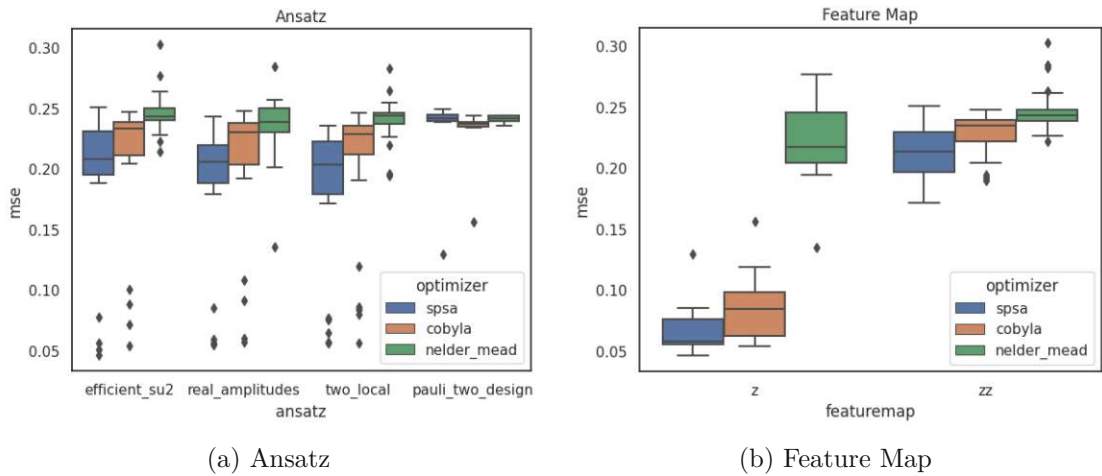 Ansatz
0.30
0.25
0.20
0.15
0.10
0.05
mse
optimizer
spsa
cobyla
nelder_mead
efficient_su2 real_amplitudes two_local pauli_two_design
ansatz
(a) Ansatz
Feature Map
0.30
0.25
0.20
0.15
0.10
0.05
mse
optimizer
spsa
cobyla
nelder_mead
z zz
featuremap
(b) Feature Map